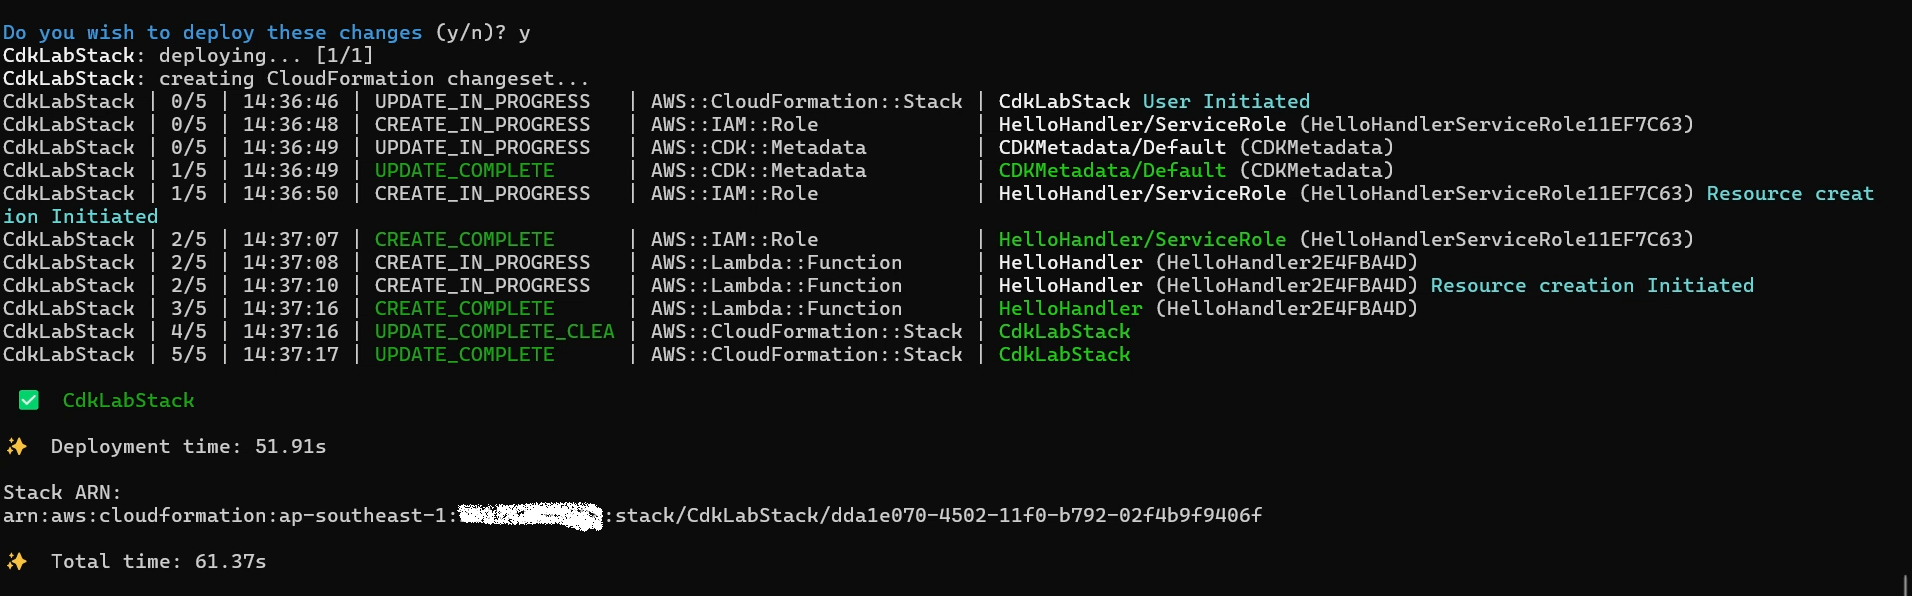 Do you wish to deploy these changes (y/n)? y
CdkLabStack: deploying... [1/1]
CdkLabStack: creating CloudFormation changeset...
CdkLabStack | 0/5 | 14:36:46 | UPDATE_IN_PROGRESS   | AWS::CloudFormation::Stack | CdkLabStack User Initiated
CdkLabStack | 0/5 | 14:36:48 | CREATE_IN_PROGRESS   | AWS::IAM::Role             | HelloHandler/ServiceRole (HelloHandlerServiceRole11EF7C63)
CdkLabStack | 0/5 | 14:36:49 | UPDATE_IN_PROGRESS   | AWS::CDK::Metadata         | CDKMetadata/Default (CDKMetadata)
CdkLabStack | 1/5 | 14:36:49 | UPDATE_COMPLETE      | AWS::CDK::Metadata         | CDKMetadata/Default (CDKMetadata)
CdkLabStack | 1/5 | 14:36:50 | CREATE_IN_PROGRESS   | AWS::IAM::Role             | HelloHandler/ServiceRole (HelloHandlerServiceRole11EF7C63) Resource creat
ion Initiated
CdkLabStack | 2/5 | 14:37:07 | CREATE_COMPLETE      | AWS::IAM::Role             | HelloHandler/ServiceRole (HelloHandlerServiceRole11EF7C63)
CdkLabStack | 2/5 | 14:37:08 | CREATE_IN_PROGRESS   | AWS::Lambda::Function      | HelloHandler (HelloHandler2E4FBA4D)
CdkLabStack | 2/5 | 14:37:10 | CREATE_IN_PROGRESS   | AWS::Lambda::Function      | HelloHandler (HelloHandler2E4FBA4D) Resource creation Initiated
CdkLabStack | 3/5 | 14:37:16 | CREATE_COMPLETE      | AWS::Lambda::Function      | HelloHandler (HelloHandler2E4FBA4D)
CdkLabStack | 4/5 | 14:37:16 | UPDATE_COMPLETE_CLEA | AWS::CloudFormation::Stack | CdkLabStack
CdkLabStack | 5/5 | 14:37:17 | UPDATE_COMPLETE      | AWS::CloudFormation::Stack | CdkLabStack
✅ CdkLabStack
✨ Deployment time: 51.91s
Stack ARN:
arn:aws:cloudformation:ap-southeast-1: :stack/CdkLabStack/dda1e070-4502-11f0-b792-02f4b9f9406f
✨ Total time: 61.37s